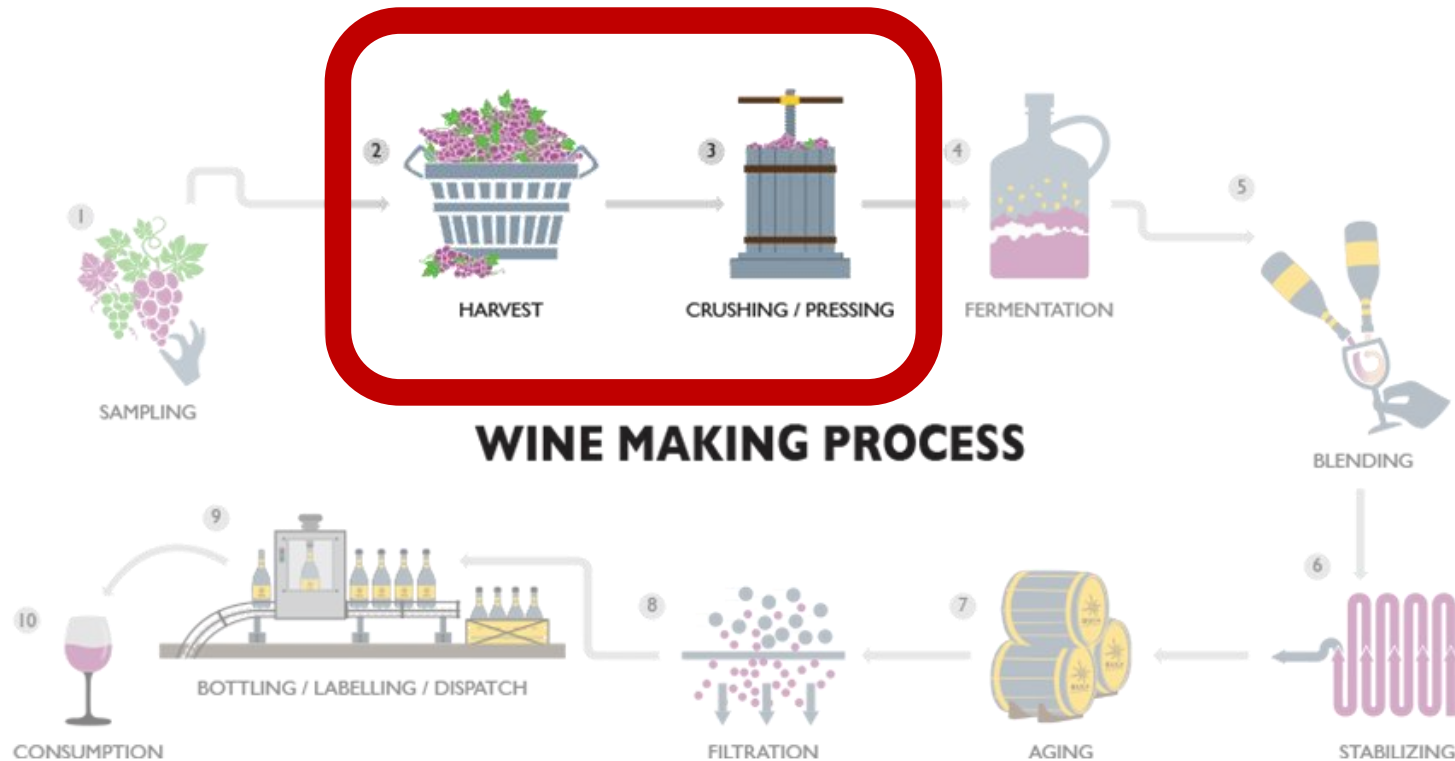 1
SAMPLING
2
HARVEST
3
CRUSHING / PRESSING
4
FERMENTATION
5
BLENDING
WINE MAKING PROCESS
6
STABILIZING
7
AGING
8
FILTRATION
9
BOTTLING / LABELLING / DISPATCH
10
CONSUMPTION